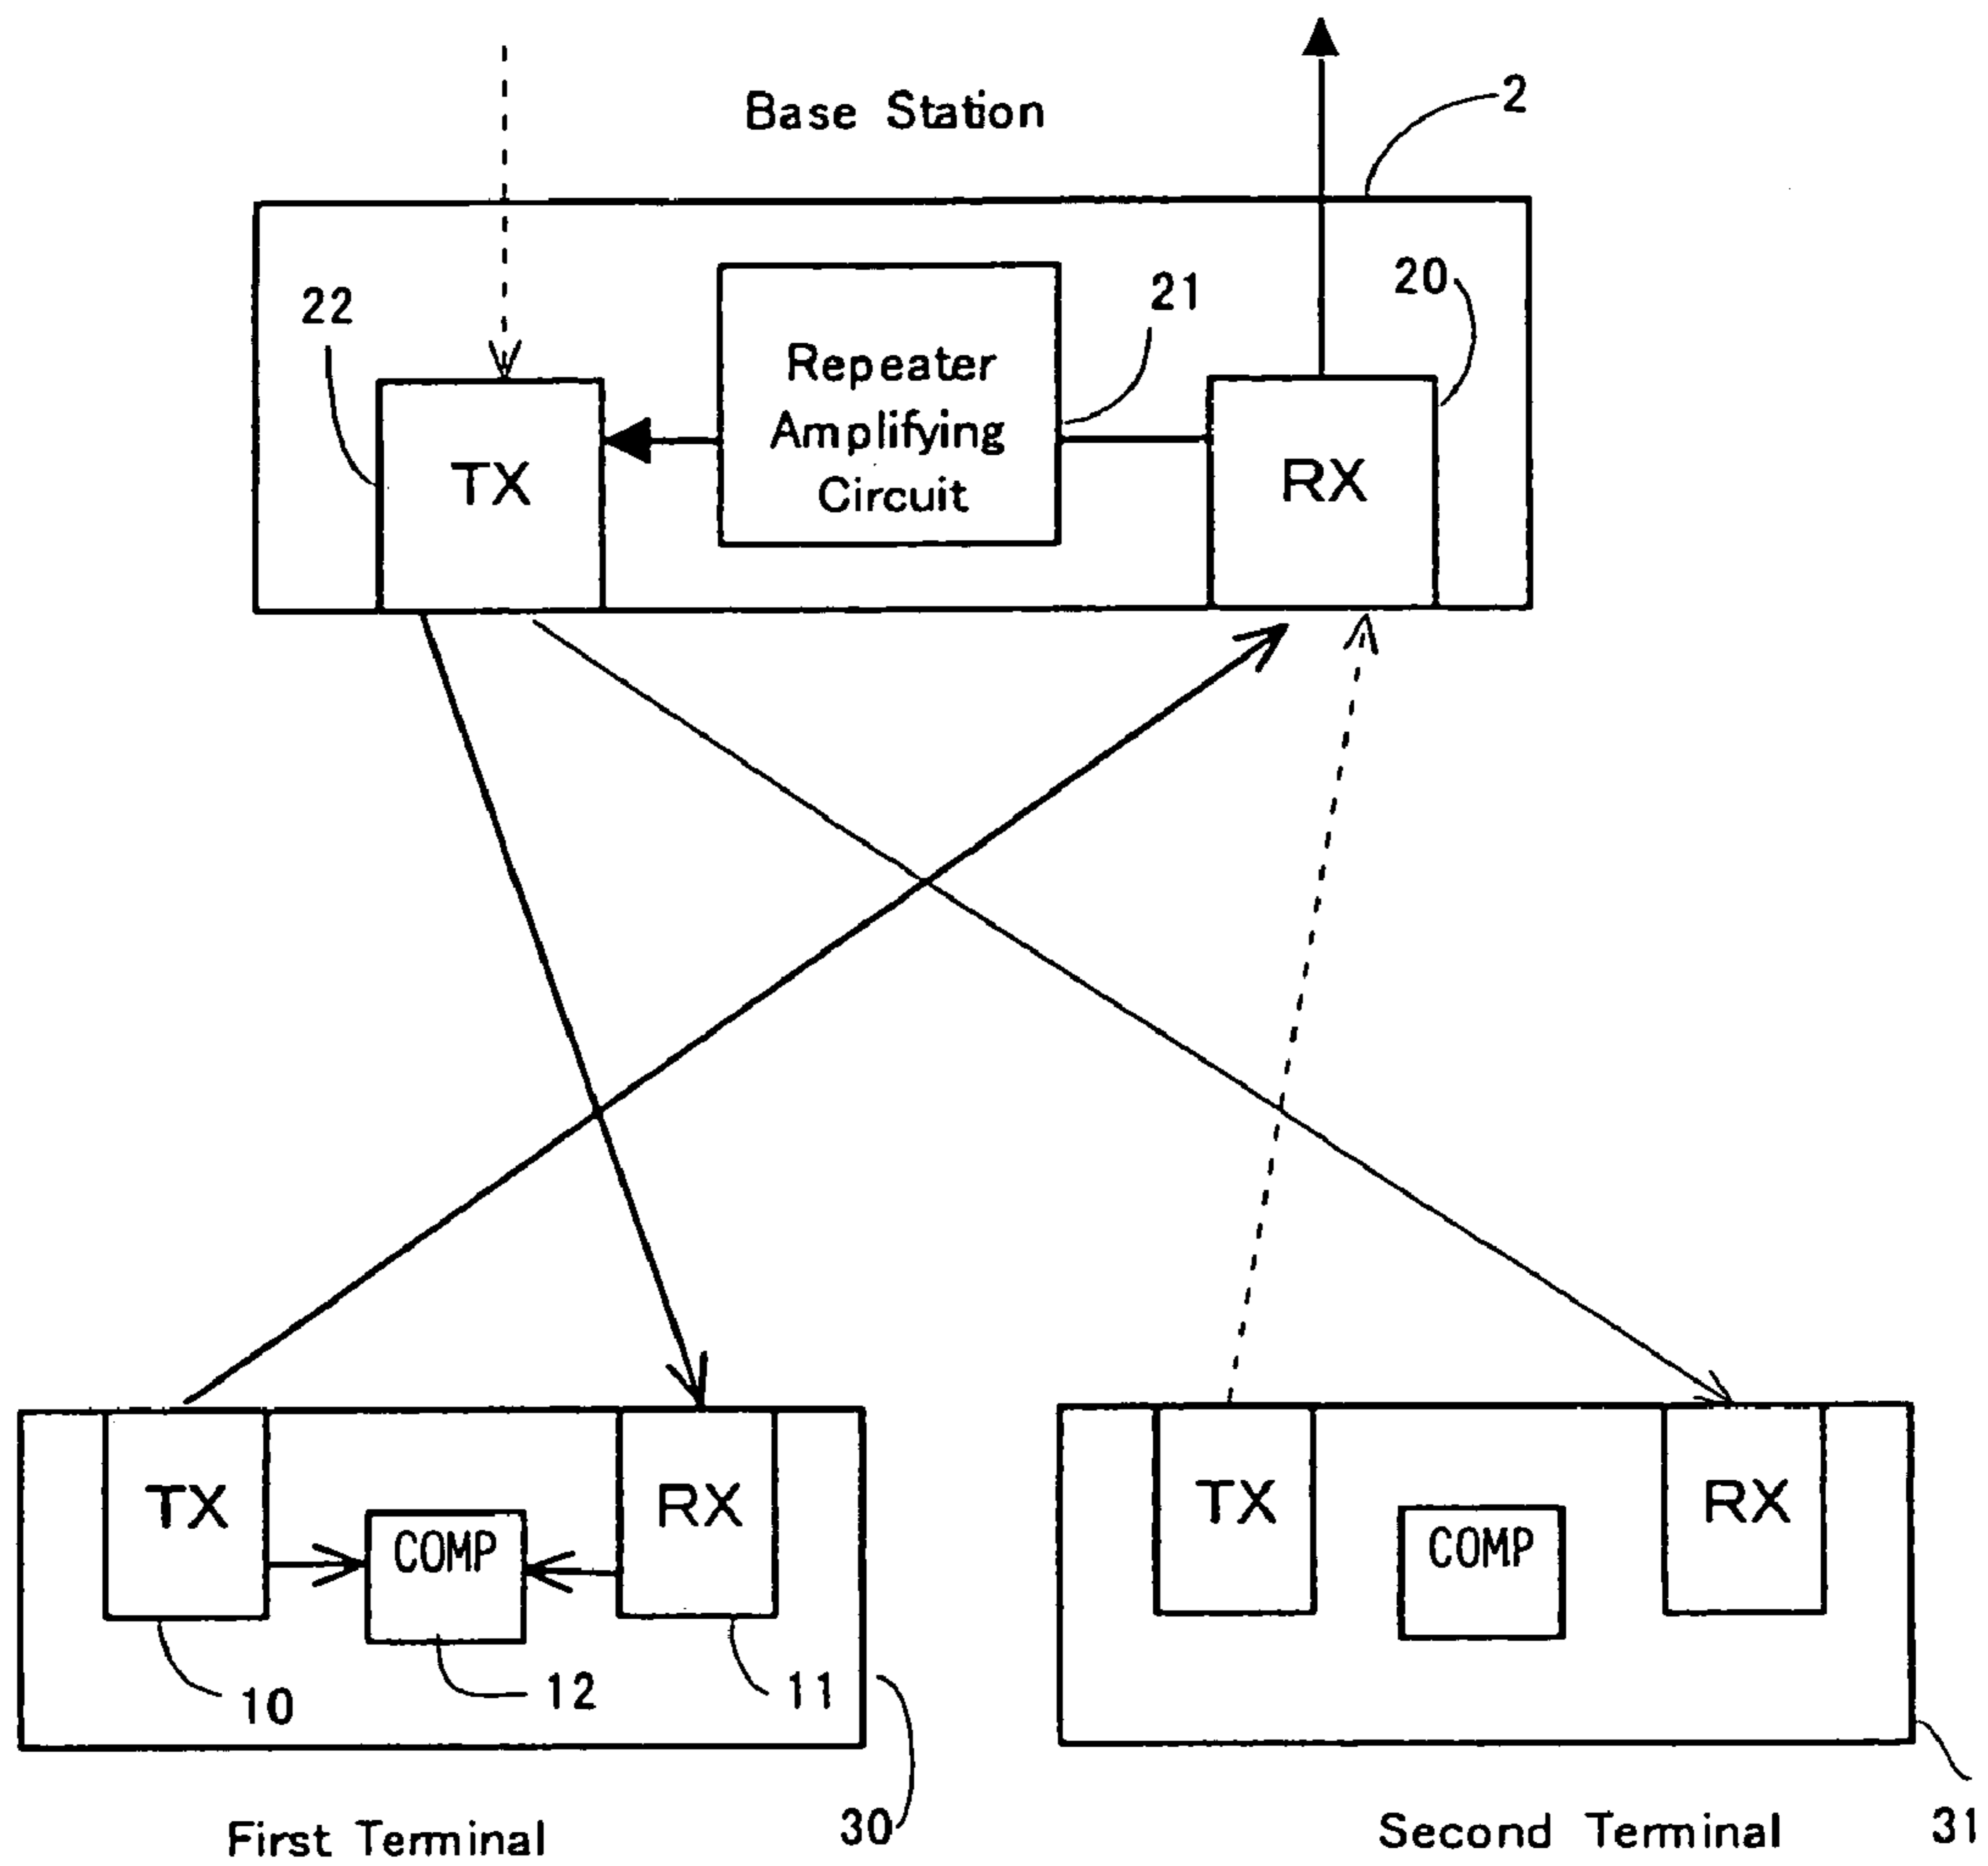 Base Station
2
22
21
20
Repeater
Amplifying
Circuit
TX
RX
TX
COMP
RX
TX
COMP
RX
10
12
11
30
31
First Terminal
Second Terminal